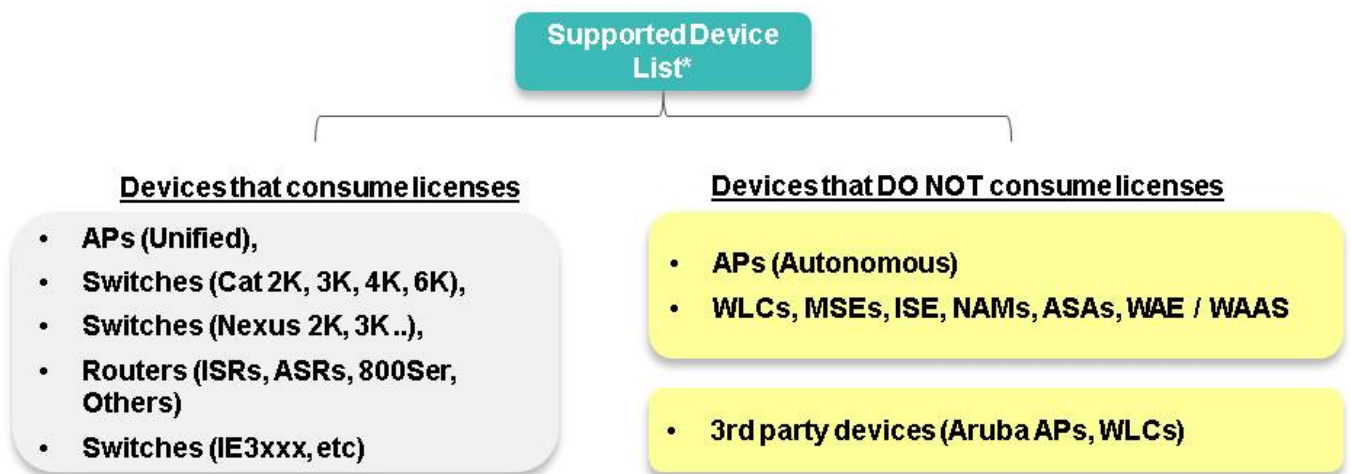 Supported Device
List*
Devices that consume licenses
• APs (Unified),
• Switches (Cat 2K, 3K, 4K, 6K),
• Switches (Nexus 2K, 3K ..),
• Routers (ISRs, ASRs, 800Ser,
Others)
• Switches (IE3xxx, etc)
Devices that DO NOT consume licenses
• APs (Autonomous)
• WLCs, MSEs, ISE, NAMs, ASAs, WAE / WAAS
• 3rd party devices (Aruba APs, WLCs)